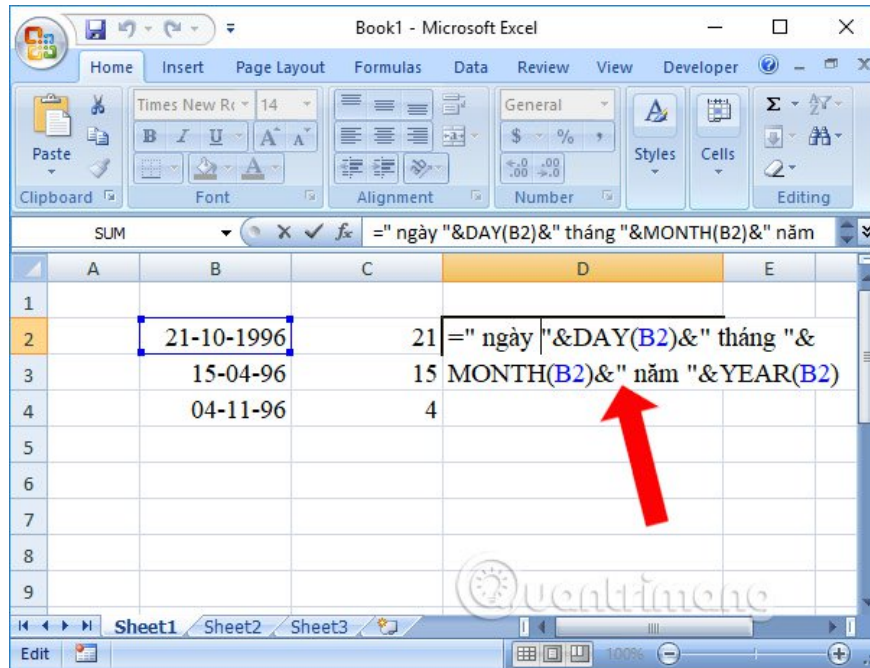 Book1 - Microsoft Excel
Home Insert Page Layout Formulas Data Review View Developer
Times New Ro 14 General
B I U A A $ % ,
Paste Styles Cells
Clipboard Font Alignment Number Editing
SUM fx =" ngày "&DAY(B2)&" tháng "&MONTH(B2)&" năm
A B C D E
1
2 21-10-1996 21 =" ngày "&DAY(B2)&" tháng "&
3 15-04-96 15 MONTH(B2)&" năm "&YEAR(B2)
4 04-11-96 4
5
6
7
8
9
Quantrimang
Sheet1 Sheet2 Sheet3
Edit 100%